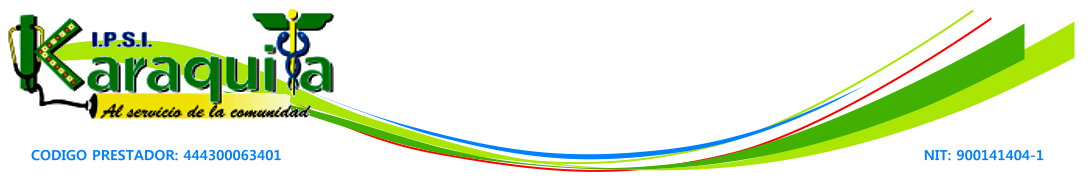 I.P.S.I.
Karaquita
Al servicio de la comunidad
CODIGO PRESTADOR: 444300063401
NIT: 900141404-1